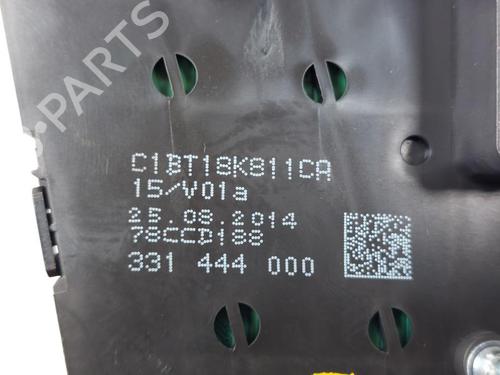 B-PARTS
C1BT18K811CA
15/V01a
25.08.2014
78CCD188
331 444 000